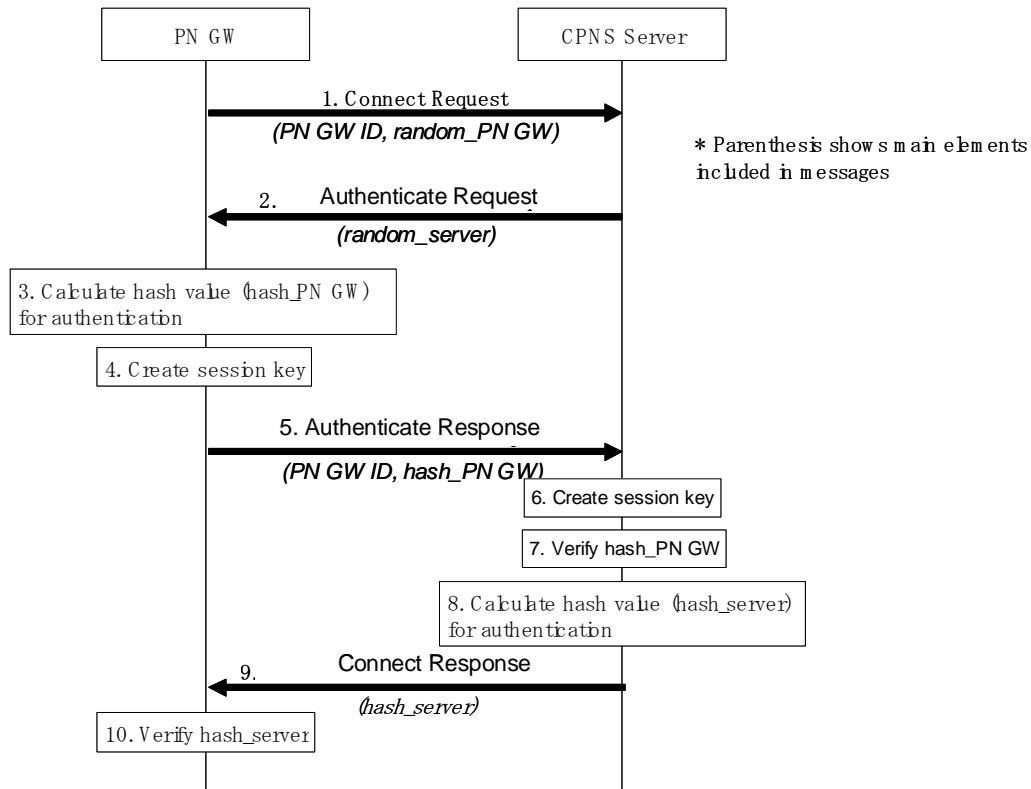 PN GW
CPNS Server
1. Connect Request
(PN GW ID, random_PN GW)
* Parenthesis shows main elements
included in messages
2. Authenticate Request
(random_server)
3. Calculate hash value (hash_PN GW)
for authentication
4. Create session key
5. Authenticate Response
(PN GW ID, hash_PN GW)
6. Create session key
7. Verify hash_PN GW
8. Calculate hash value (hash_server)
for authentication
9. Connect Response
(hash_server)
10. Verify hash_server